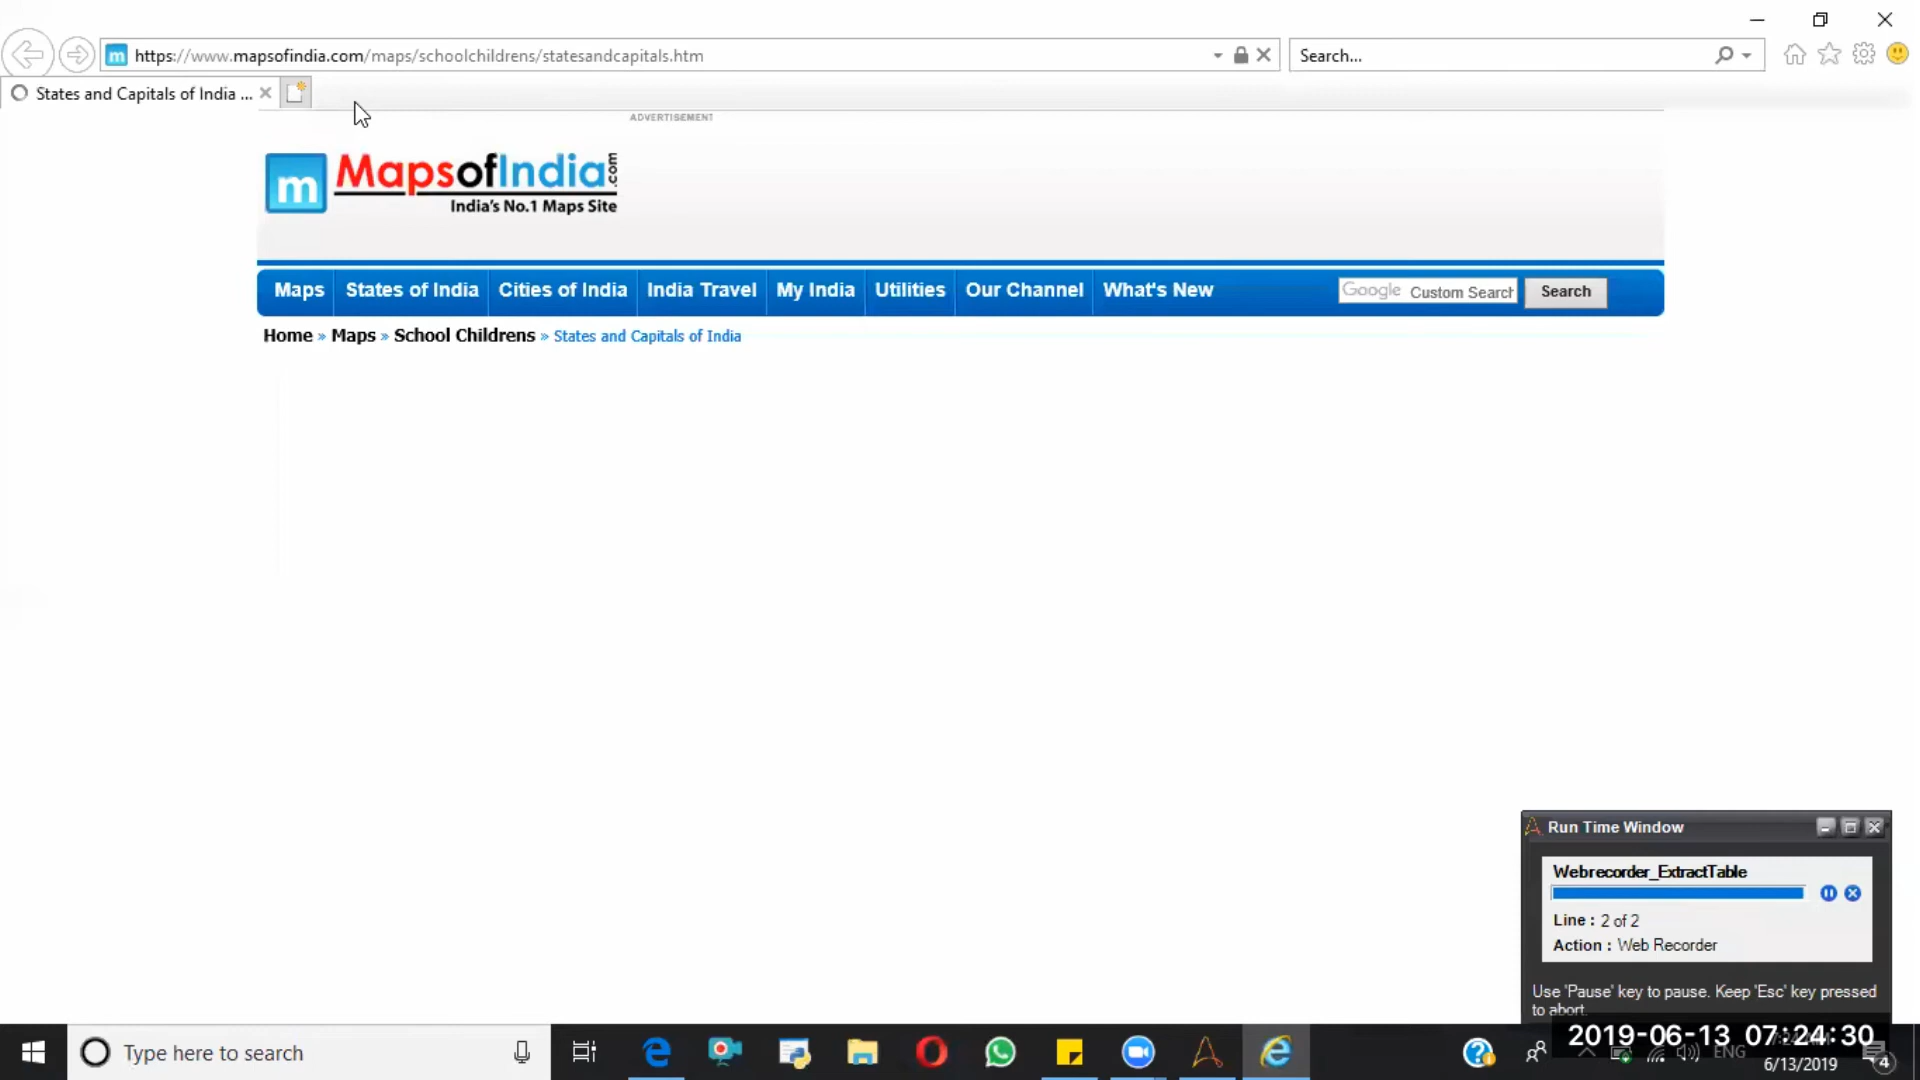 https://www.mapsofindia.com/maps/schoolchildrens/statesandcapitals.htm
Search...
States and Capitals of India ...
ADVERTISEMENT
m MapsofIndia.com
India's No.1 Maps Site
Maps States of India Cities of India India Travel My India Utilities Our Channel What's New
Google Custom Search
Search
Home » Maps » School Childrens » States and Capitals of India
Run Time Window
Webrecorder_ExtractTable
Line : 2 of 2
Action : Web Recorder
Use 'Pause' key to pause. Keep 'Esc' key pressed
to abort.
Type here to search
2019-06-13 07:24:30
ENG
6/13/2019
4